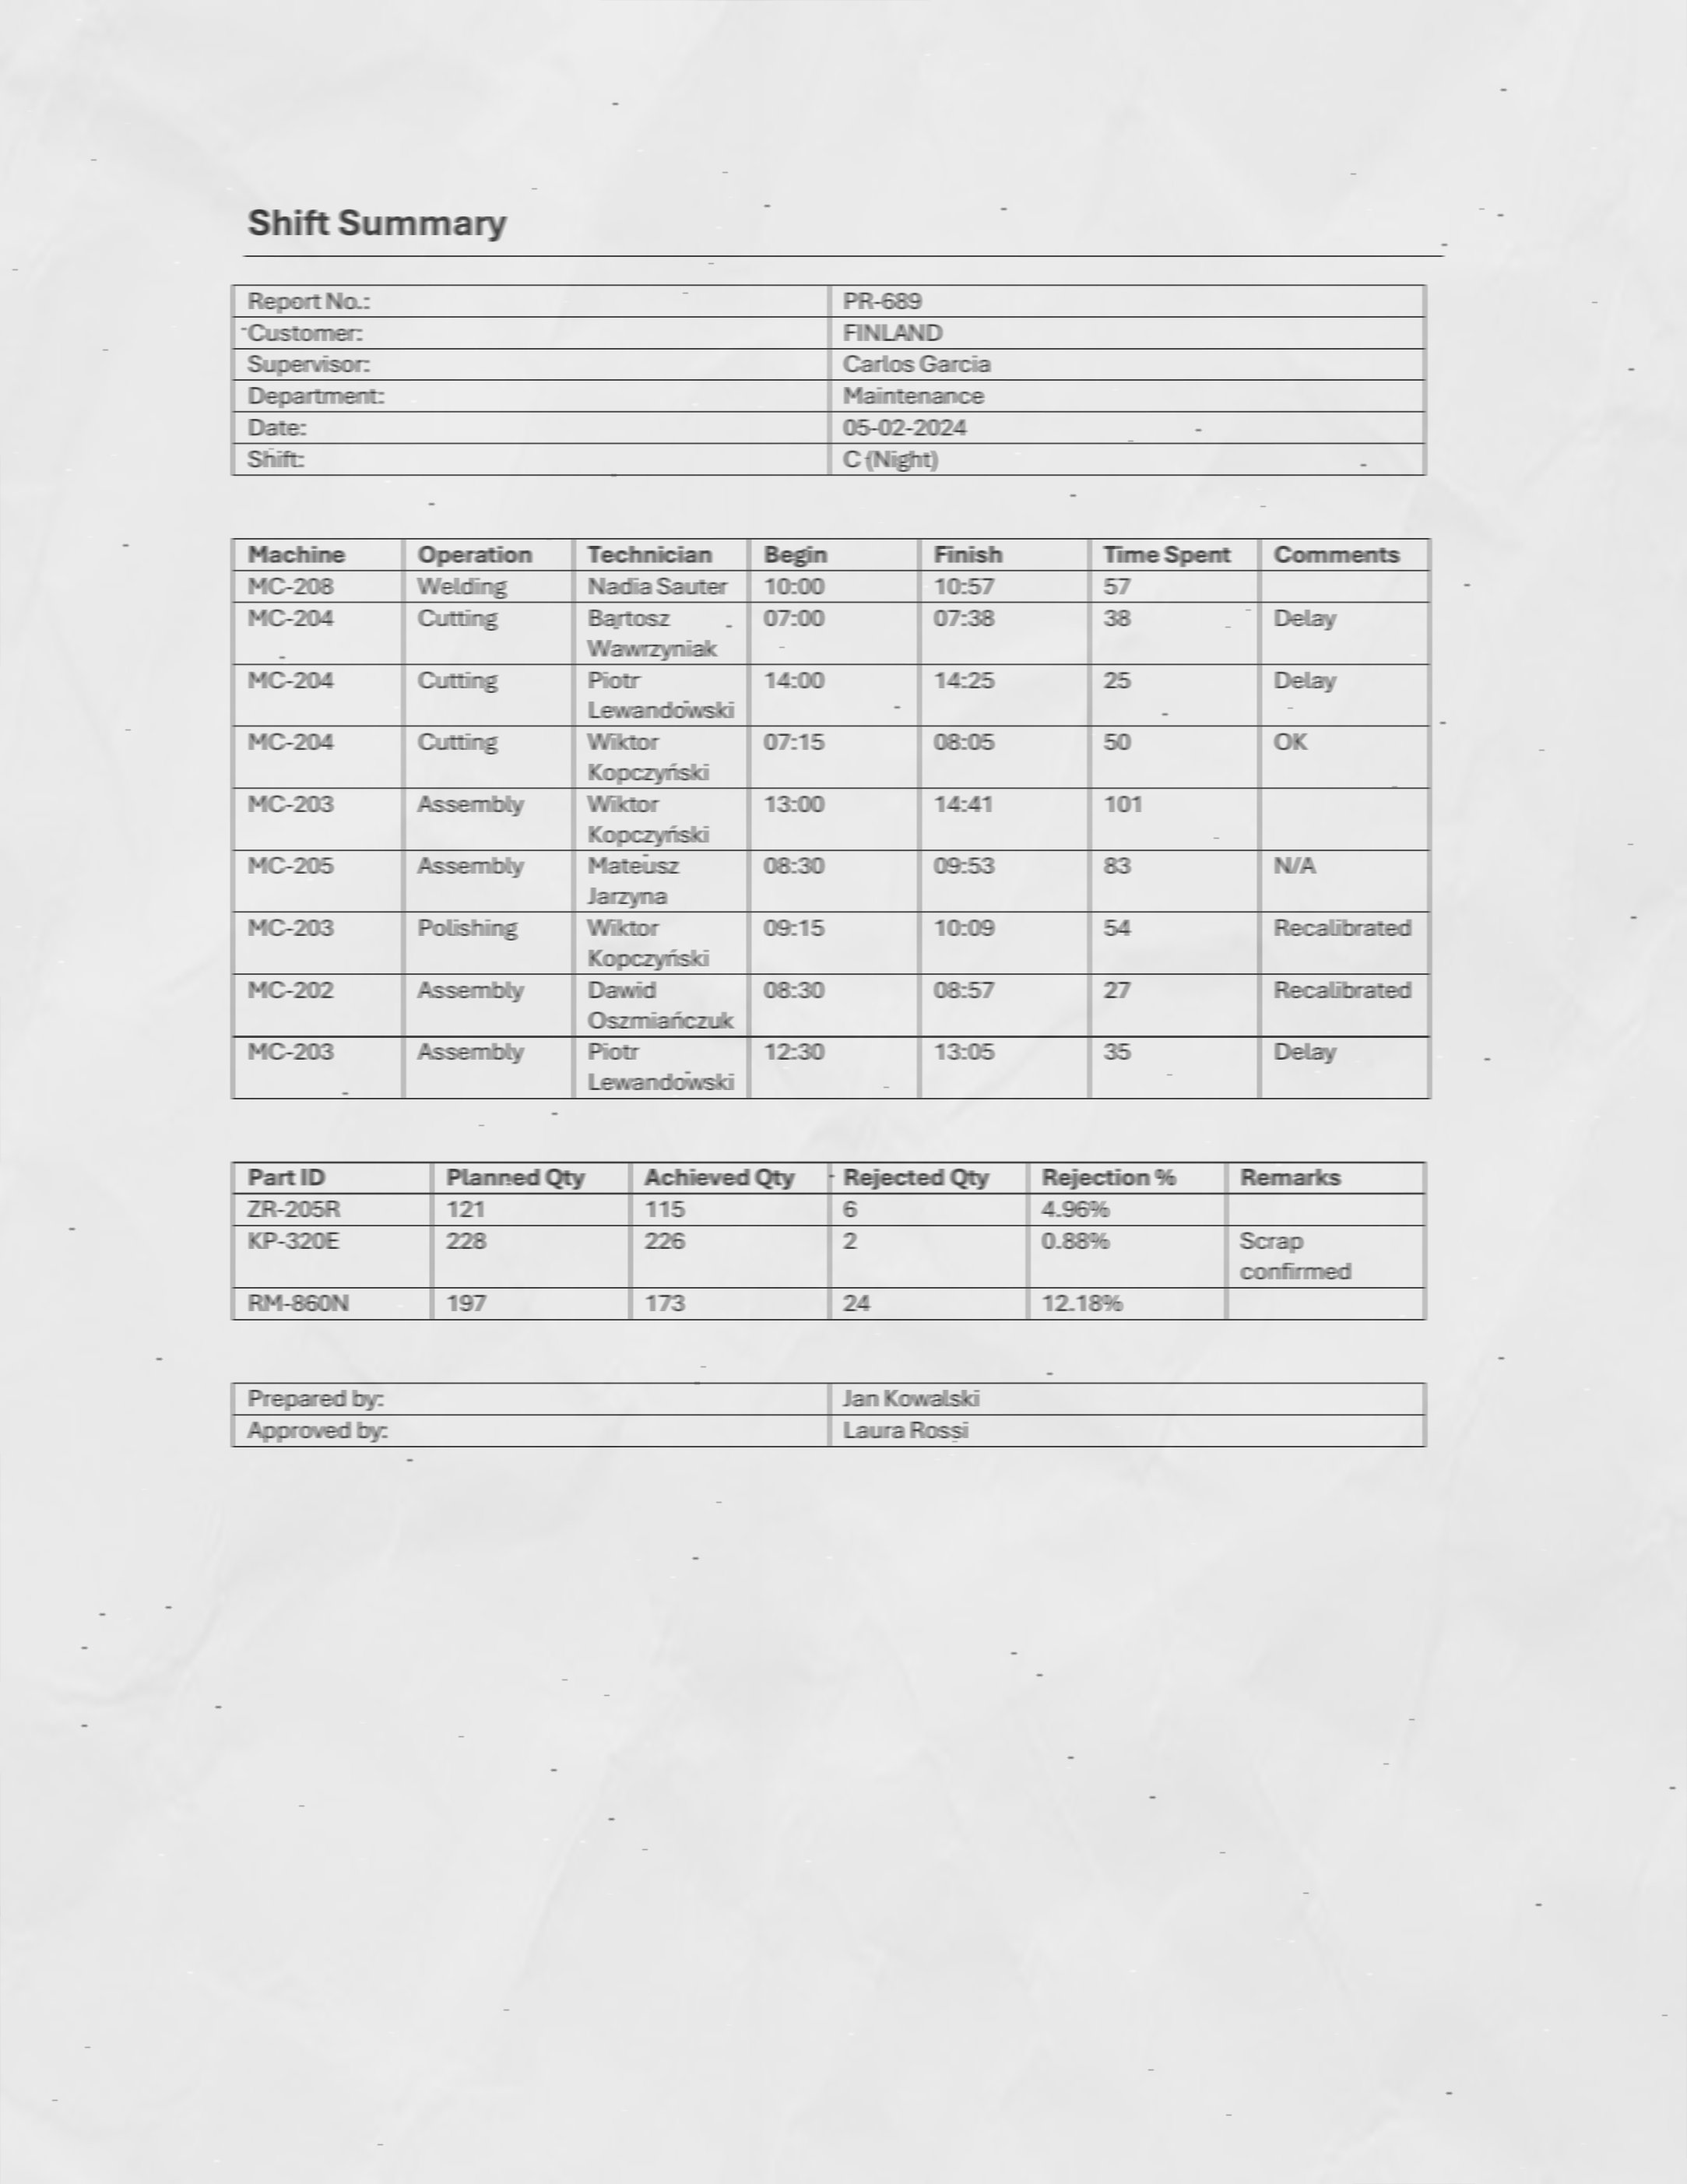 Shift Summary
Report No.: PR-689
Customer: FINLAND
Supervisor: Carlos Garcia
Department: Maintenance
Date: 05-02-2024
Shift: C (Night)
Machine Operation Technician Begin Finish Time Spent Comments
MC-208 Welding Nadia Sauter 10:00 10:57 57
MC-204 Cutting Bartosz 07:00 07:38 38 Delay
Wawrzyniak
MC-204 Cutting Piotr 14:00 14:25 25 Delay
Lewandowski
MC-204 Cutting Wiktor 07:15 08:05 50 OK
Kopczyński
MC-203 Assembly Wiktor 13:00 14:41 101
Kopczyński
MC-205 Assembly Mateusz 08:30 09:53 83 N/A
Jarzyna
MC-203 Polishing Wiktor 09:15 10:09 54 Recalibrated
Kopczyński
MC-202 Assembly Dawid 08:30 08:57 27 Recalibrated
Oszmiańczuk
MC-203 Assembly Piotr 12:30 13:05 35 Delay
Lewandowski
Part ID Planned Qty Achieved Qty Rejected Qty Rejection % Remarks
ZR-205R 121 115 6 4.96%
KP-320E 228 226 2 0.88% Scrap
confirmed
RM-860N 197 173 24 12.18%
Prepared by: Jan Kowalski
Approved by: Laura Rossi